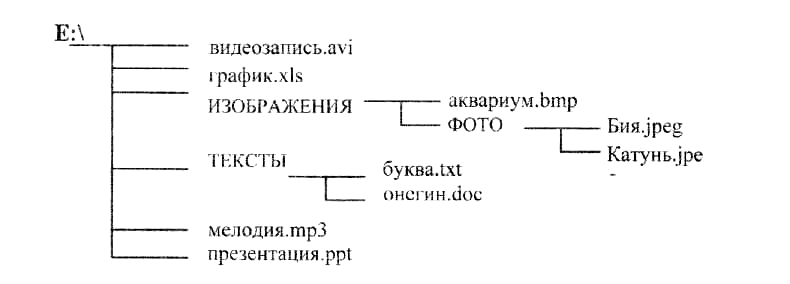 E:\
видеозапись.avi
график.xls
ИЗОБРАЖЕНИЯ аквариум.bmp
ФОТО Бия.jpeg
Катунь.jpe
ТЕКСТЫ буква.txt
онегин.doc
мелодия.mp3
презентация.ppt